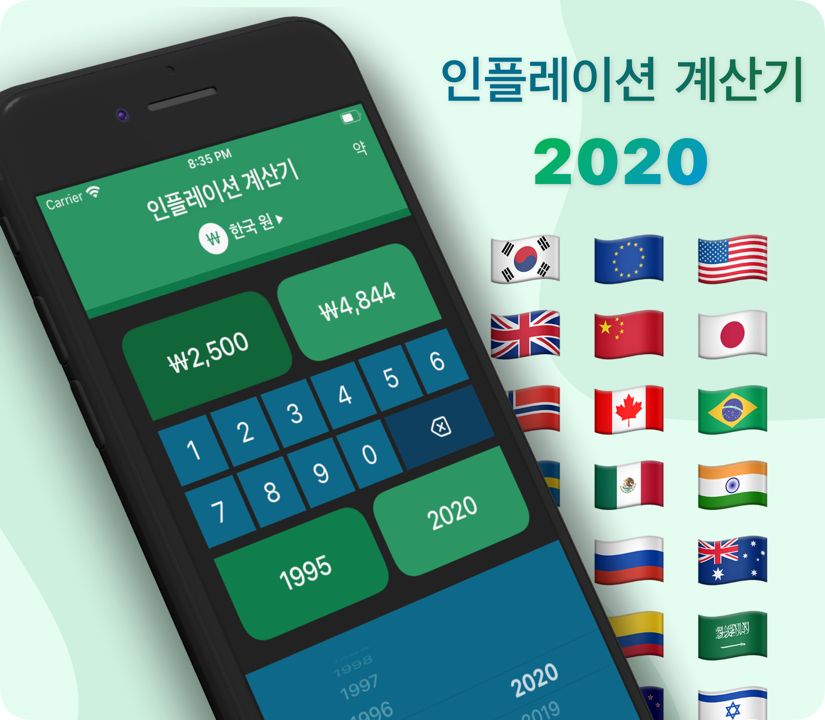 인플레이션 계산기
2020
Carrier
8:35 PM
약
인플레이션 계산기
₩ 한국 원 ▸
₩2,500
₩4,844
1 2 3 4 5 6
7 8 9 0
1995
2020
1998
1997
1996
2020
2019